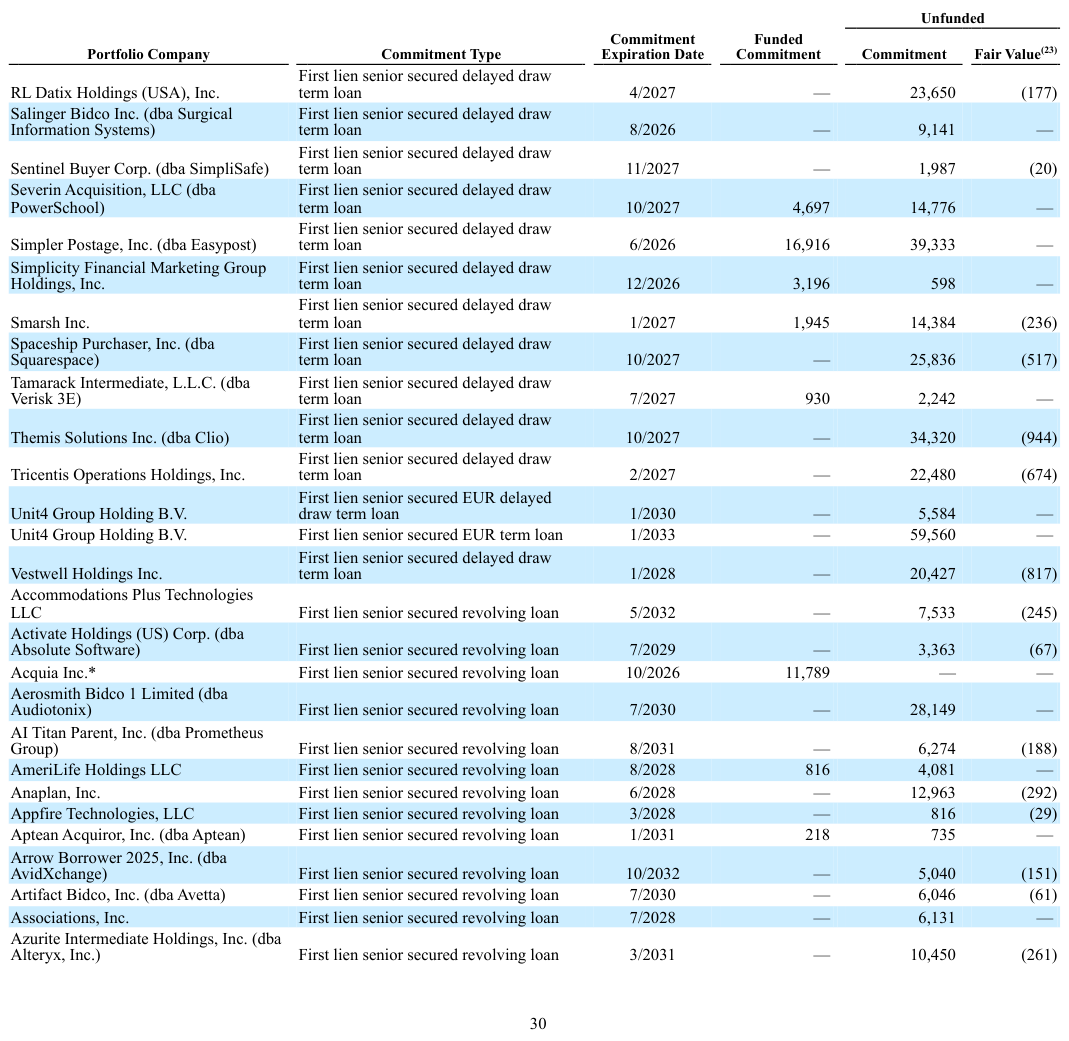 Unfunded
Portfolio Company Commitment Type Commitment Expiration Date Funded Commitment Commitment Fair Value(23)
First lien senior secured delayed draw
RL Datix Holdings (USA), Inc. term loan 4/2027 — 23,650 (177)
Salinger Bidco Inc. (dba Surgical First lien senior secured delayed draw
Information Systems) term loan 8/2026 — 9,141 —
First lien senior secured delayed draw
Sentinel Buyer Corp. (dba SimpliSafe) term loan 11/2027 — 1,987 (20)
Severin Acquisition, LLC (dba First lien senior secured delayed draw
PowerSchool) term loan 10/2027 4,697 14,776 —
First lien senior secured delayed draw
Simpler Postage, Inc. (dba Easypost) term loan 6/2026 16,916 39,333 —
Simplicity Financial Marketing Group First lien senior secured delayed draw
Holdings, Inc. term loan 12/2026 3,196 598 —
First lien senior secured delayed draw
Smarsh Inc. term loan 1/2027 1,945 14,384 (236)
Spaceship Purchaser, Inc. (dba First lien senior secured delayed draw
Squarespace) term loan 10/2027 — 25,836 (517)
Tamarack Intermediate, L.L.C. (dba First lien senior secured delayed draw
Verisk 3E) term loan 7/2027 930 2,242 —
First lien senior secured delayed draw
Themis Solutions Inc. (dba Clio) term loan 10/2027 — 34,320 (944)
First lien senior secured delayed draw
Tricentis Operations Holdings, Inc. term loan 2/2027 — 22,480 (674)
First lien senior secured EUR delayed
Unit4 Group Holding B.V. draw term loan 1/2030 — 5,584 —
Unit4 Group Holding B.V. First lien senior secured EUR term loan 1/2033 — 59,560 —
First lien senior secured delayed draw
Vestwell Holdings Inc. term loan 1/2028 — 20,427 (817)
Accommodations Plus Technologies
LLC First lien senior secured revolving loan 5/2032 — 7,533 (245)
Activate Holdings (US) Corp. (dba
Absolute Software) First lien senior secured revolving loan 7/2029 — 3,363 (67)
Acquia Inc.* First lien senior secured revolving loan 10/2026 11,789 — —
Aerosmith Bidco 1 Limited (dba
Audiotonix) First lien senior secured revolving loan 7/2030 — 28,149 —
AI Titan Parent, Inc. (dba Prometheus
Group) First lien senior secured revolving loan 8/2031 — 6,274 (188)
AmeriLife Holdings LLC First lien senior secured revolving loan 8/2028 816 4,081 —
Anaplan, Inc. First lien senior secured revolving loan 6/2028 — 12,963 (292)
Appfire Technologies, LLC First lien senior secured revolving loan 3/2028 — 816 (29)
Aptean Acquiror, Inc. (dba Aptean) First lien senior secured revolving loan 1/2031 218 735 —
Arrow Borrower 2025, Inc. (dba
AvidXchange) First lien senior secured revolving loan 10/2032 — 5,040 (151)
Artifact Bidco, Inc. (dba Avetta) First lien senior secured revolving loan 7/2030 — 6,046 (61)
Associations, Inc. First lien senior secured revolving loan 7/2028 — 6,131 —
Azurite Intermediate Holdings, Inc. (dba
Alteryx, Inc.) First lien senior secured revolving loan 3/2031 — 10,450 (261)
30